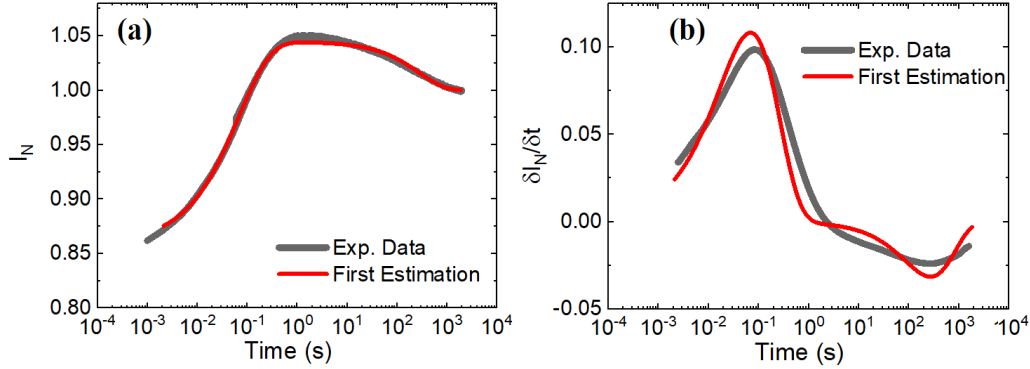 (a)
1.05
1.00
0.95
0.90
0.85
0.80
I_N
Exp. Data
First Estimation
10^-4 10^-3 10^-2 10^-1 10^0 10^1 10^2 10^3 10^4
Time (s)
(b)
0.10
0.05
0.00
-0.05
δI_N/δt
Exp. Data
First Estimation
10^-4 10^-3 10^-2 10^-1 10^0 10^1 10^2 10^3 10^4
Time (s)